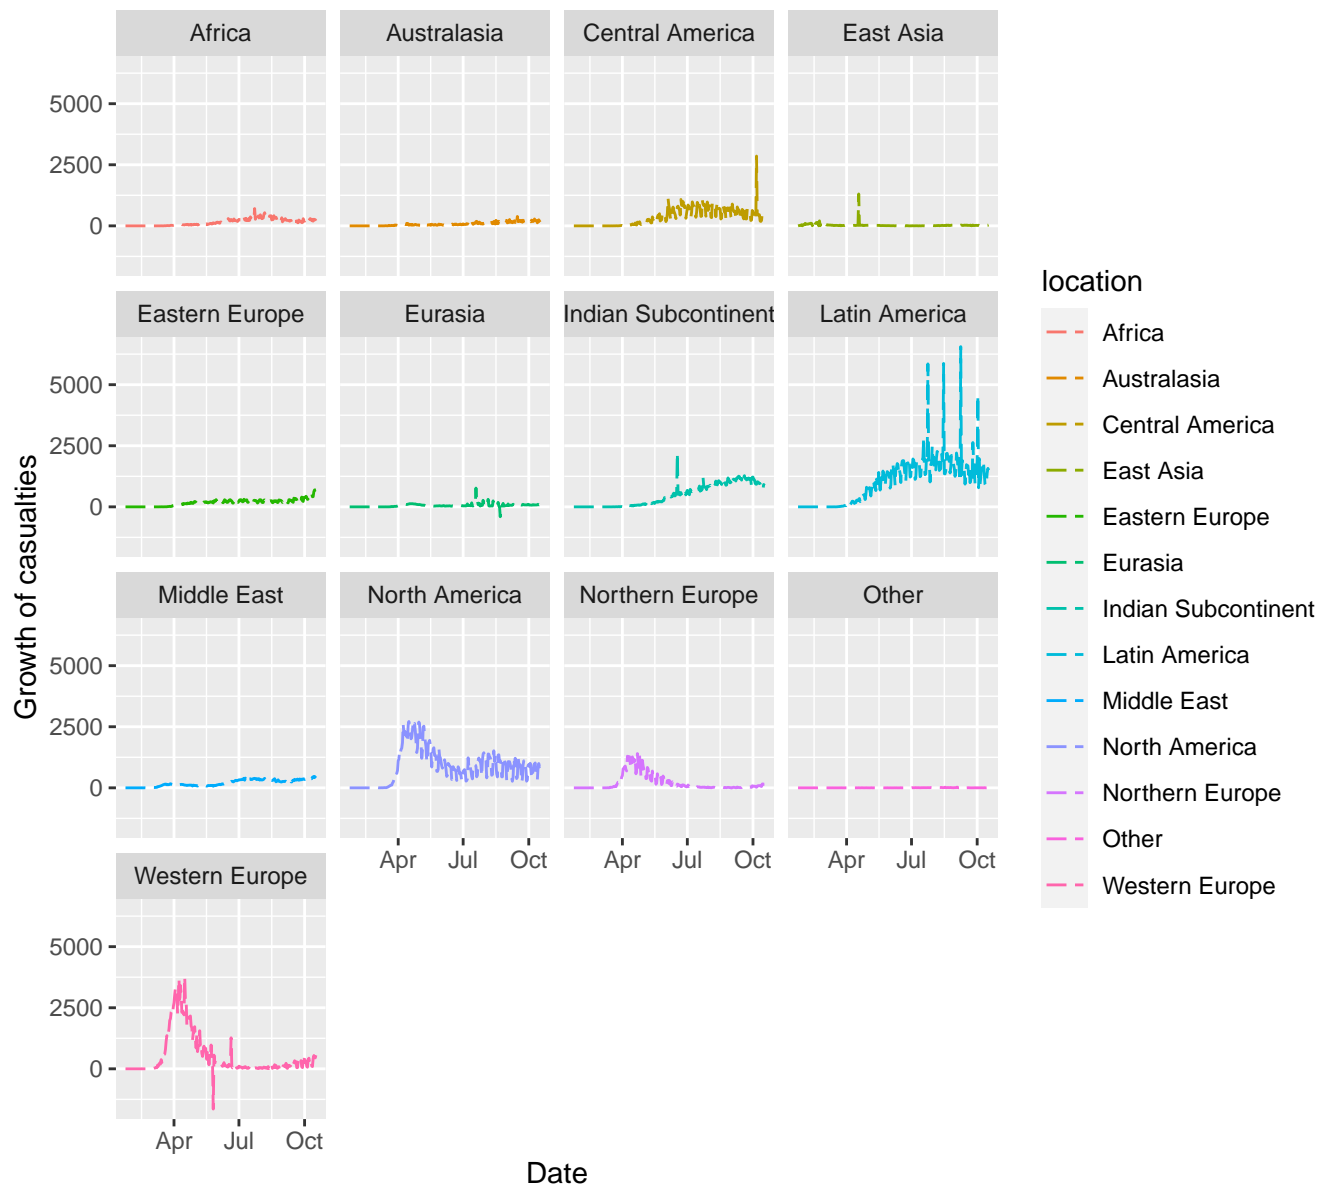 Africa Australasia Central America East Asia
5000
2500
0
Eastern Europe Eurasia Indian Subcontinent Latin America
5000
2500
0
Middle East North America Northern Europe Other
5000
2500
0
Apr Jul Oct Apr Jul Oct Apr Jul Oct
Western Europe
5000
2500
0
Apr Jul Oct
Date
Growth of casualties
location
Africa
Australasia
Central America
East Asia
Eastern Europe
Eurasia
Indian Subcontinent
Latin America
Middle East
North America
Northern Europe
Other
Western Europe